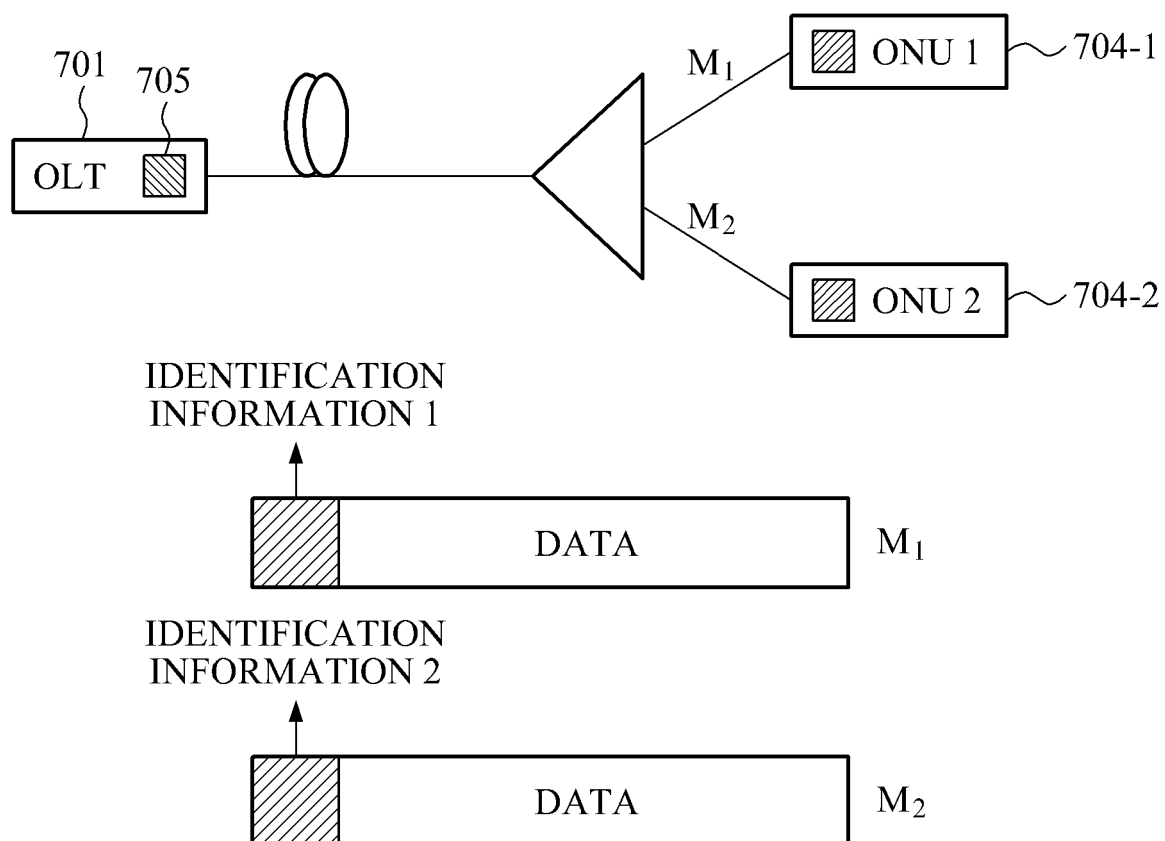 701
705
OLT
M₁
ONU 1
704-1
M₂
ONU 2
704-2
IDENTIFICATION
INFORMATION 1
DATA
M₁
IDENTIFICATION
INFORMATION 2
DATA
M₂